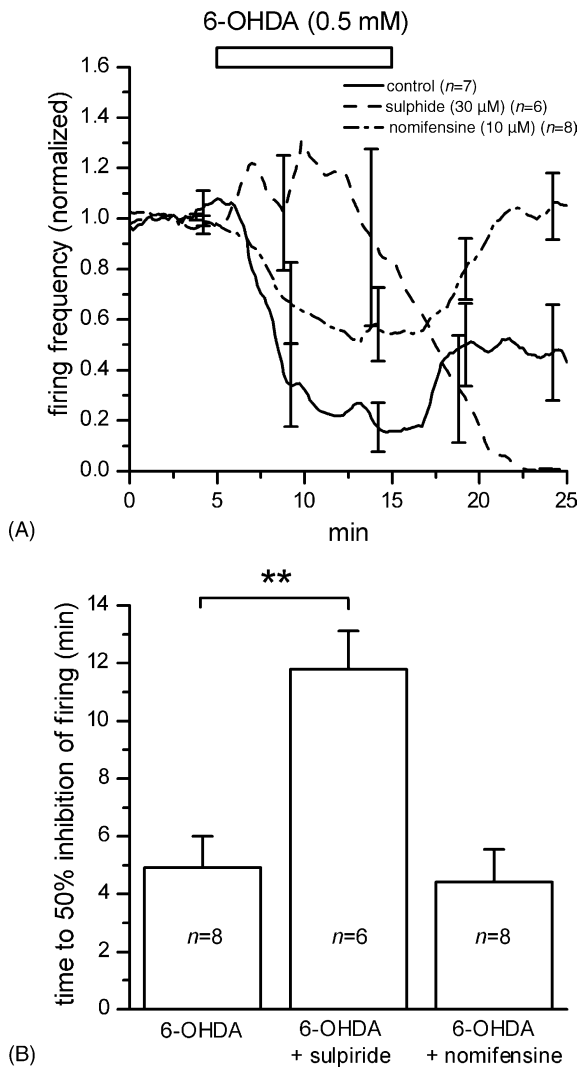 6-OHDA (0.5 mM)
1.6
1.4
1.2
1.0
0.8
0.6
0.4
0.2
0.0
firing frequency (normalized)
control (n=7)
sulphide (30 μM) (n=6)
nomifensine (10 μM) (n=8)
0 5 10 15 20 25
min
(A)
**
14
12
10
8
6
4
2
0
time to 50% inhibition of firing (min)
n=8 n=6 n=8
6-OHDA 6-OHDA 6-OHDA
+ sulpiride + nomifensine
(B)